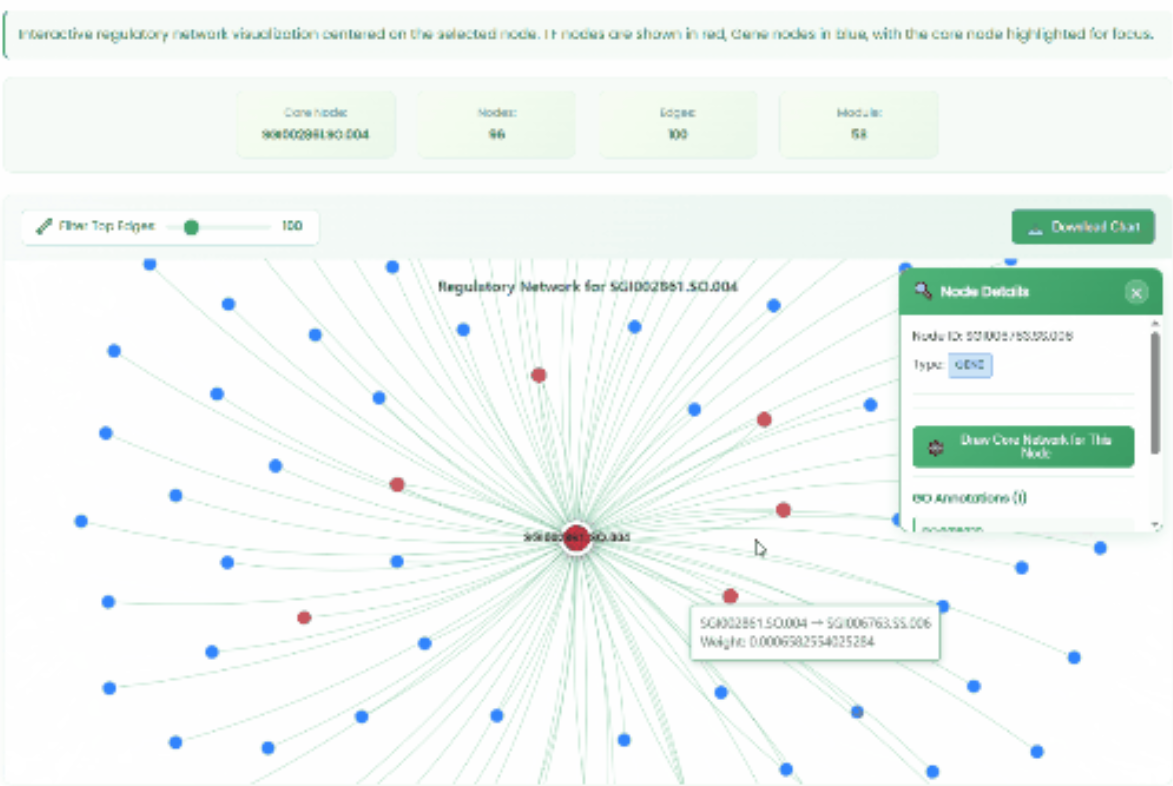 Interactive regulatory network visualization centered on the selected node. TF nodes are shown in red, Gene nodes in blue, with the core node highlighted for focus.
Core Node:
SGI002861.SO.004
Nodes:
96
Edges:
100
Module:
53
Filter Top Edges:
100
Download Chart
Regulatory Network for SGI002861.SO.004
Node Details
Node ID: SGI006763.SS.006
Type: GENE
Draw Core Network for This
Node
GO Annotations (1)
SGI002861.SO.004
SGI002861.SO.004 → SGI006763.SS.006
Weight: 0.0006582554025284